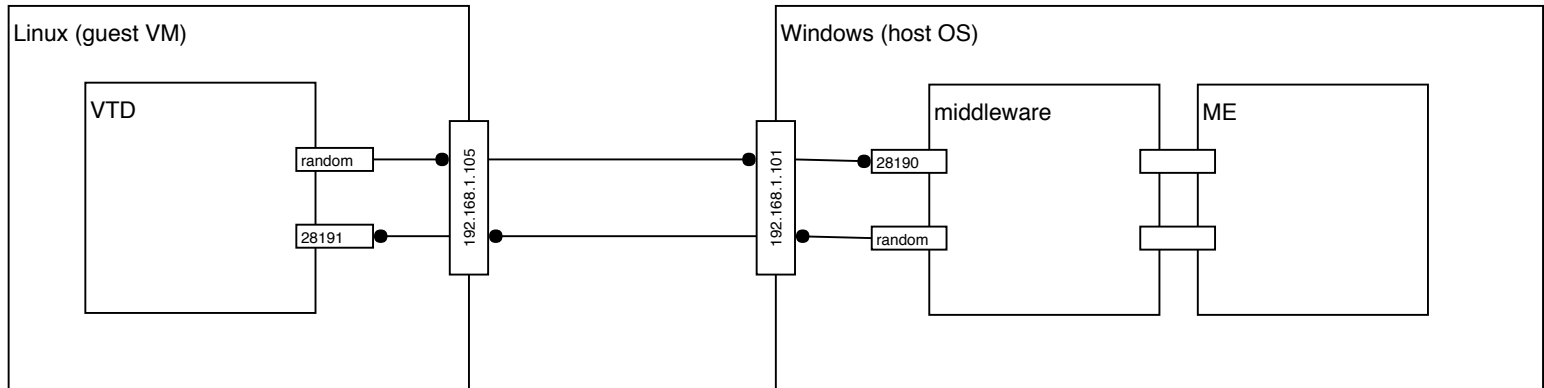 Linux (guest VM)
Windows (host OS)
VTD
middleware
ME
random
192.168.1.105
192.168.1.101
28190
28191
random